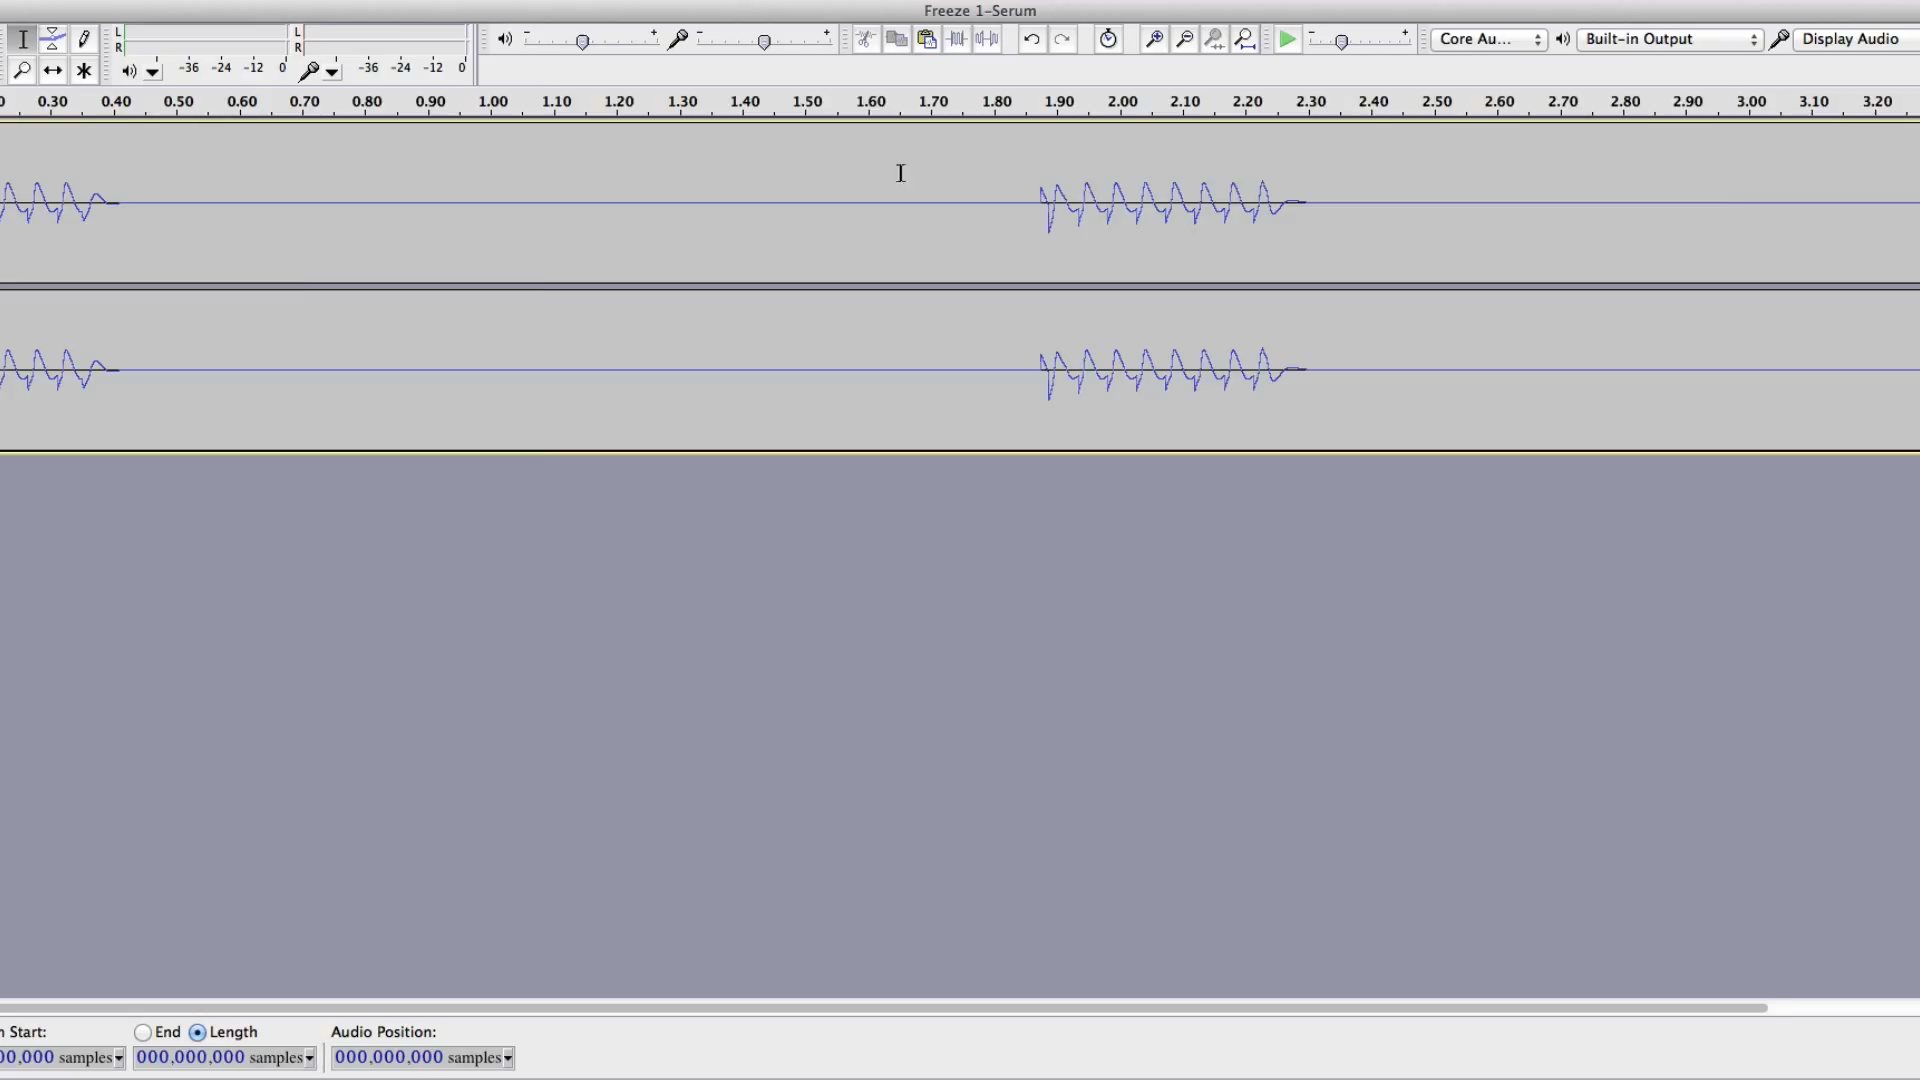 Freeze 1-Serum
L
R
L
R
Core Au...
Built-in Output
Display Audio
-36 -24 -12 0
-36 -24 -12 0
0 0.30 0.40 0.50 0.60 0.70 0.80 0.90 1.00 1.10 1.20 1.30 1.40 1.50 1.60 1.70 1.80 1.90 2.00 2.10 2.20 2.30 2.40 2.50 2.60 2.70 2.80 2.90 3.00 3.10 3.20
n Start:
End
Length
Audio Position:
00,000 samples
000,000,000 samples
000,000,000 samples